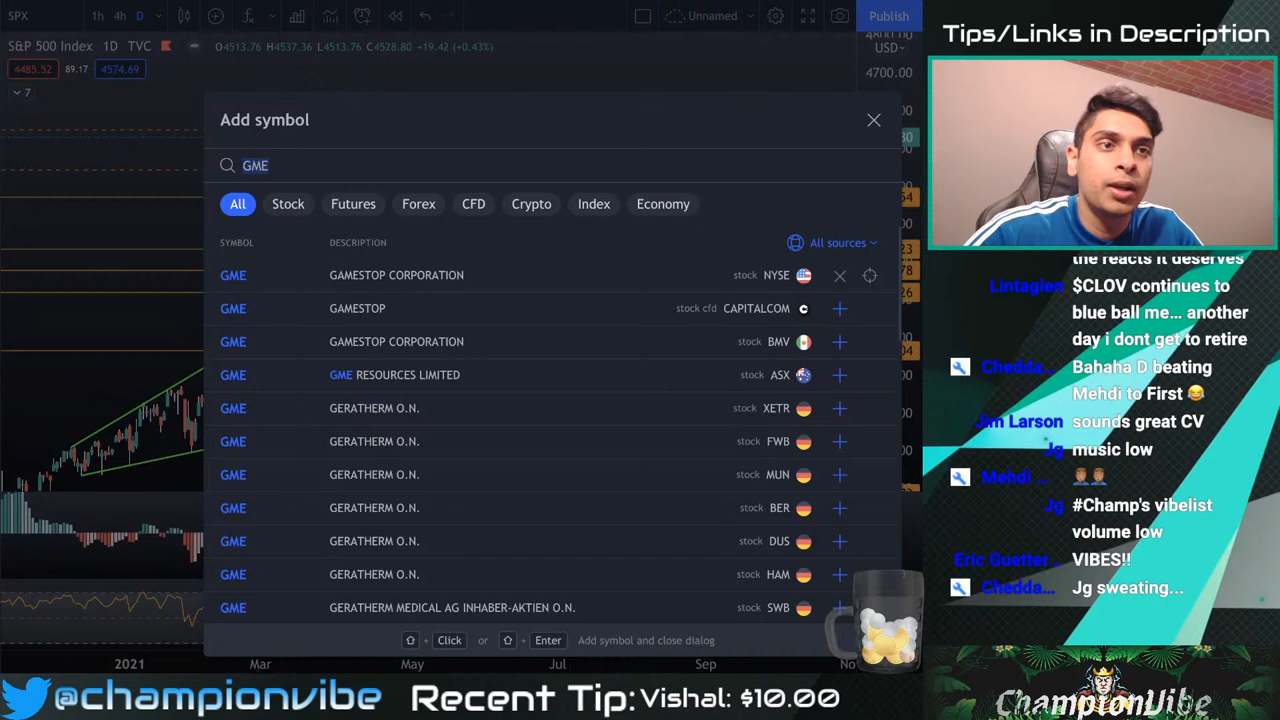 SPX
1h 4h D
Unnamed
Publish
S&P 500 Index 1D TVC
O4513.76 H4537.36 L4513.76 C4528.80 +19.42 (+0.43%)
USD
4485.52 89.17 4574.69
4700.00
7
Add symbol
GME
All Stock Futures Forex CFD Crypto Index Economy
SYMBOL DESCRIPTION All sources
GME GAMESTOP CORPORATION stock NYSE
GME GAMESTOP stock cfd CAPITALCOM
GME GAMESTOP CORPORATION stock BMV
GME GME RESOURCES LIMITED stock ASX
GME GERATHERM O.N. stock XETR
GME GERATHERM O.N. stock FWB
GME GERATHERM O.N. stock MUN
GME GERATHERM O.N. stock BER
GME GERATHERM O.N. stock DUS
GME GERATHERM O.N. stock HAM
GME GERATHERM MEDICAL AG INHABER-AKTIEN O.N. stock SWB
⇧ + Click or ⇧ + Enter Add symbol and close dialog
2021 Mar May Jul Sep No
Tips/Links in Description
the reacts it deserves
Lintaglen $CLOV continues to
blue ball me... another
day i dont get to retire
Chedda... Bahaha D beating
Mehdi to First 😂
Jim Larson sounds great CV
Jg music low
Mehdi ... 🤦🏽‍♂️🤦🏽‍♂️
Jg #Champ's vibelist
volume low
Eric Guetter... VIBES!!
Chedda... Jg sweating...
@championvibe Recent Tip: Vishal: $10.00
ChampionVibe